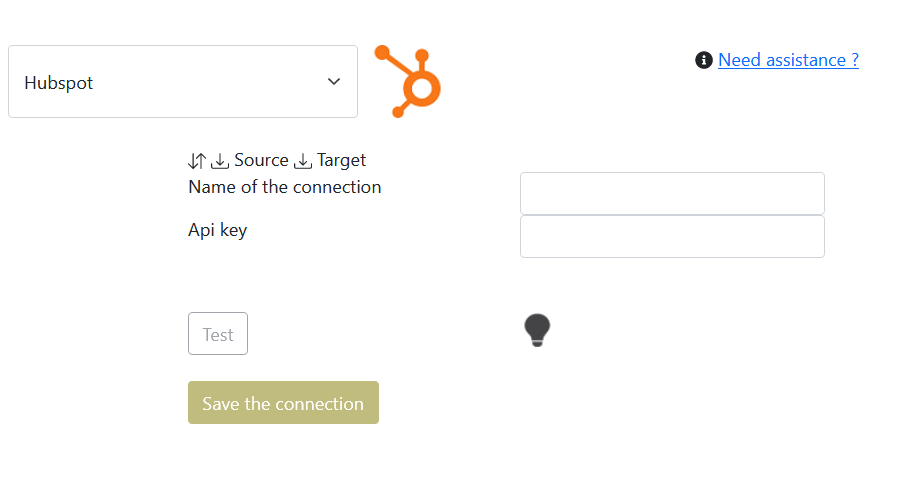 Hubspot
Need assistance ?
Source Target
Name of the connection
Api key
Test
Save the connection